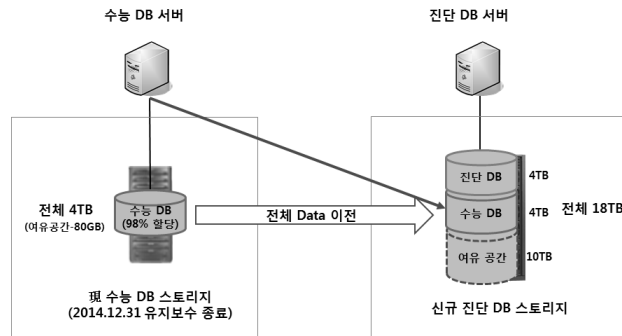 수능 DB 서버
진단 DB 서버
전체 4TB
(여유공간-80GB)
수능 DB
(98% 할당)
전체 Data 이전
진단 DB
4TB
수능 DB
4TB
전체 18TB
여유 공간
10TB
現 수능 DB 스토리지
(2014.12.31 유지보수 종료)
신규 진단 DB 스토리지